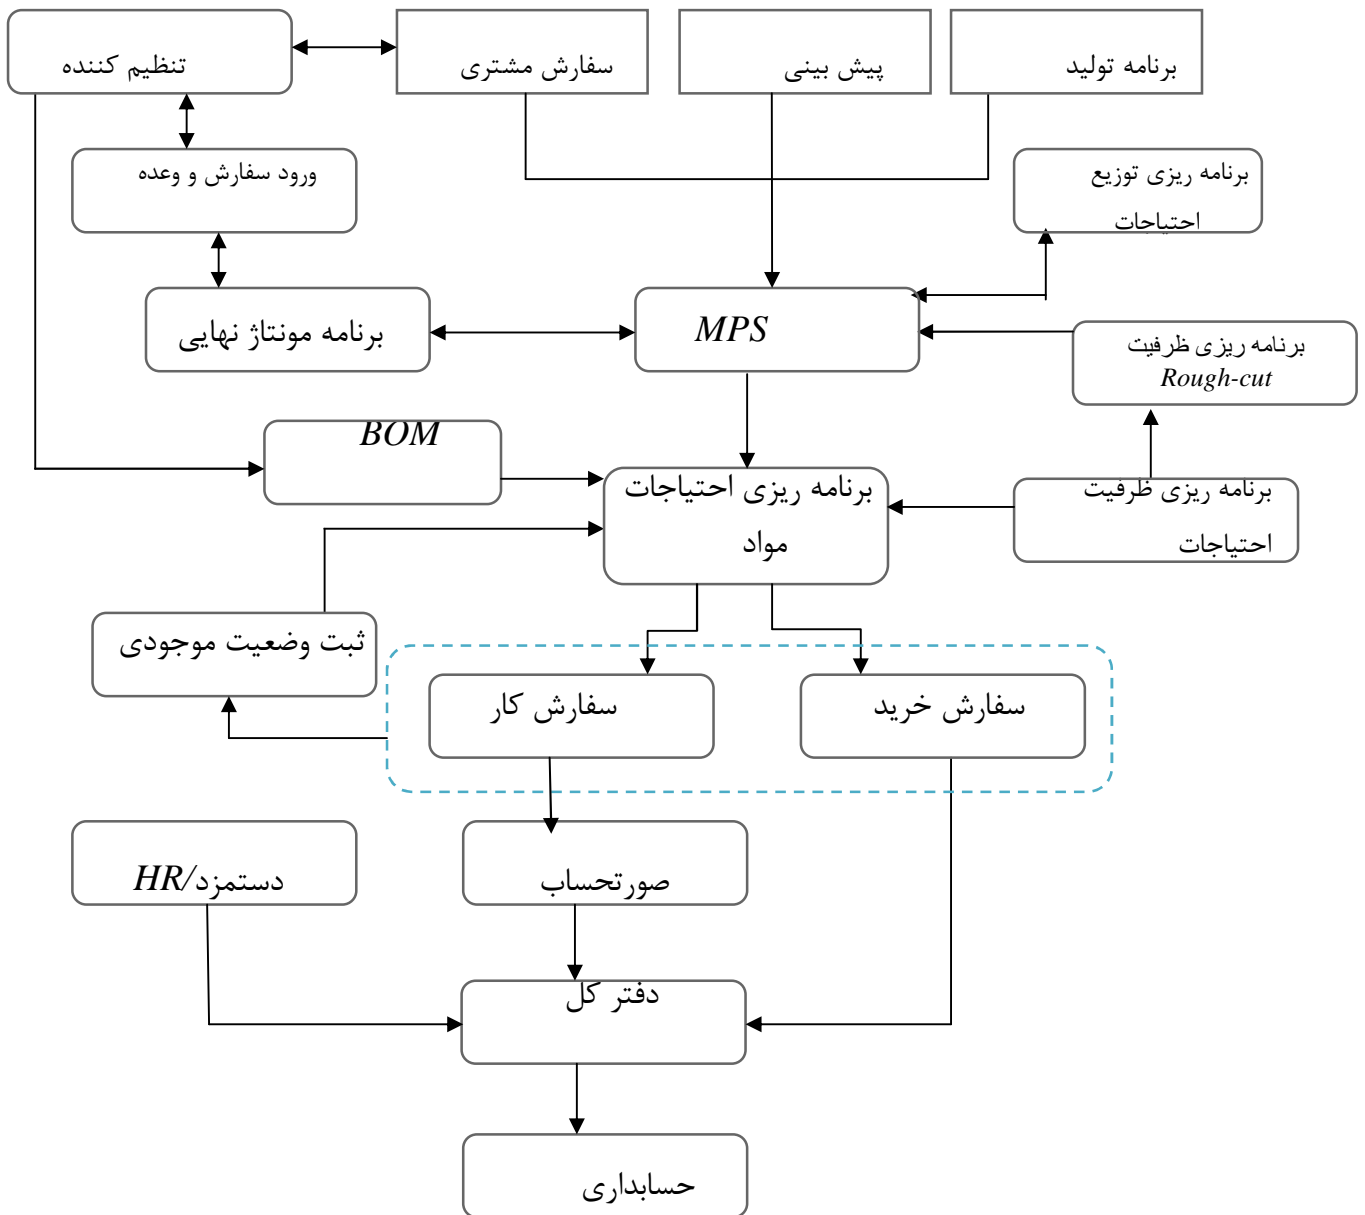 برنامه تولید
پیش بینی
سفارش مشتری
تنظیم کننده
ورود سفارش و وعده
برنامه ریزی توزیع
احتیاجات
MPS
برنامه مونتاژ نهایی
برنامه ریزی ظرفیت
Rough-cut
BOM
برنامه ریزی احتیاجات
مواد
برنامه ریزی ظرفیت
احتیاجات
ثبت وضعیت موجودی
سفارش خرید
سفارش کار
صورتحساب
دستمزد/HR
دفتر کل
حسابداری